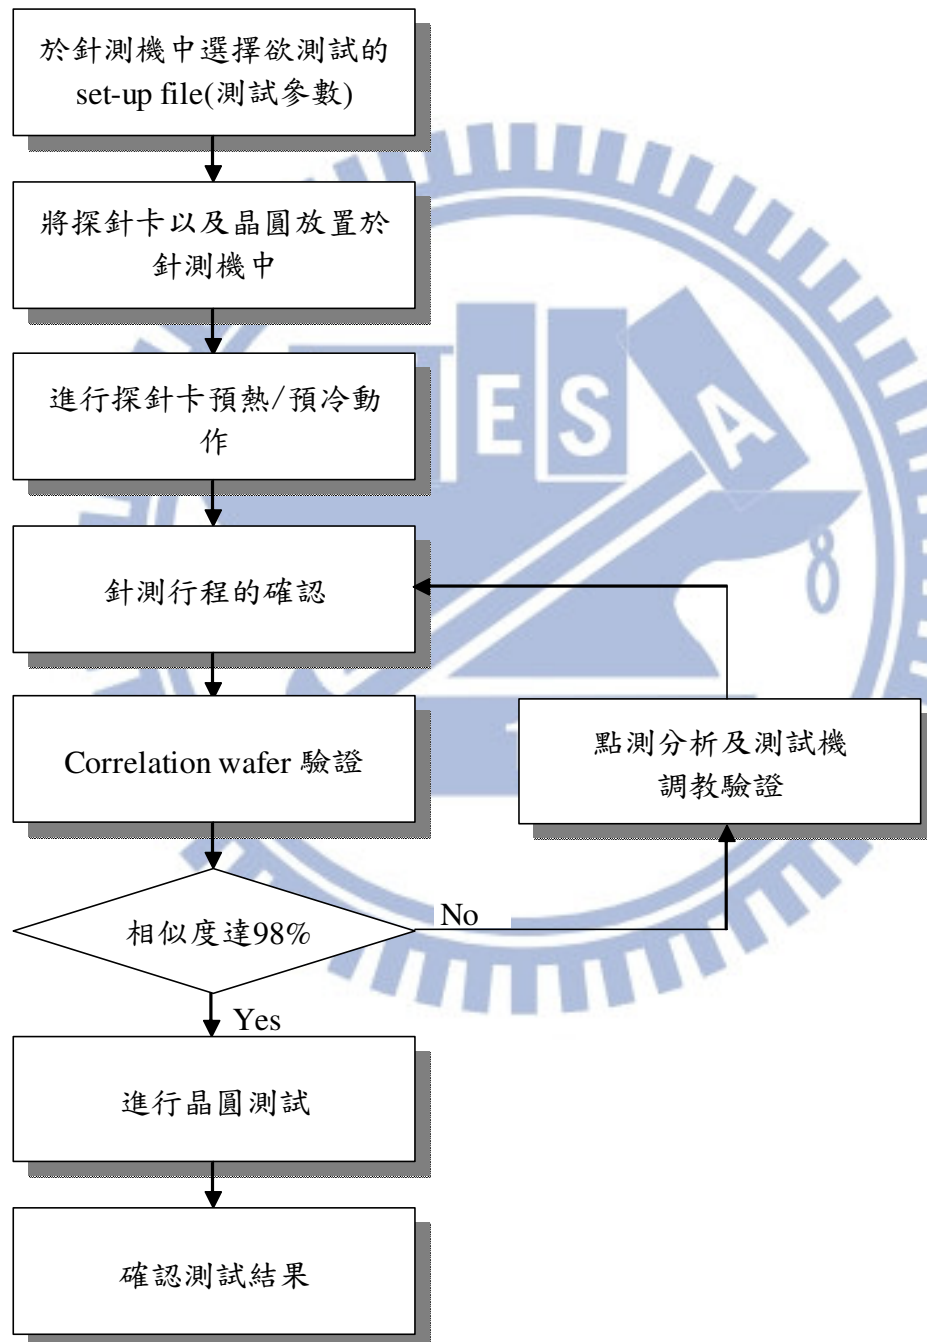 於針測機中選擇欲測試的
set-up file(測試參數)
將探針卡以及晶圓放置於
針測機中
進行探針卡預熱/預冷動
作
針測行程的確認
Correlation wafer 驗證
點測分析及測試機
調教驗證
相似度達98%
No
Yes
進行晶圓測試
確認測試結果
E S A
8